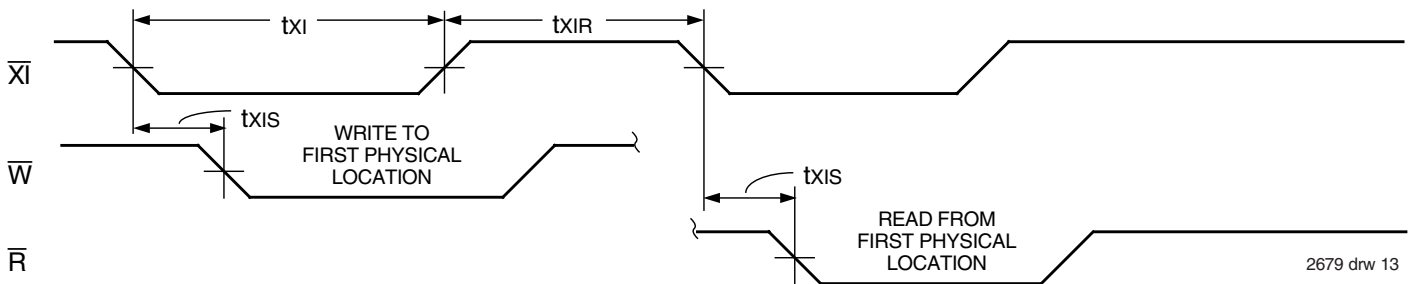 tXI
tXIR
XI
tXIS
WRITE TO
FIRST PHYSICAL
LOCATION
W
tXIS
READ FROM
FIRST PHYSICAL
LOCATION
R
2679 drw 13